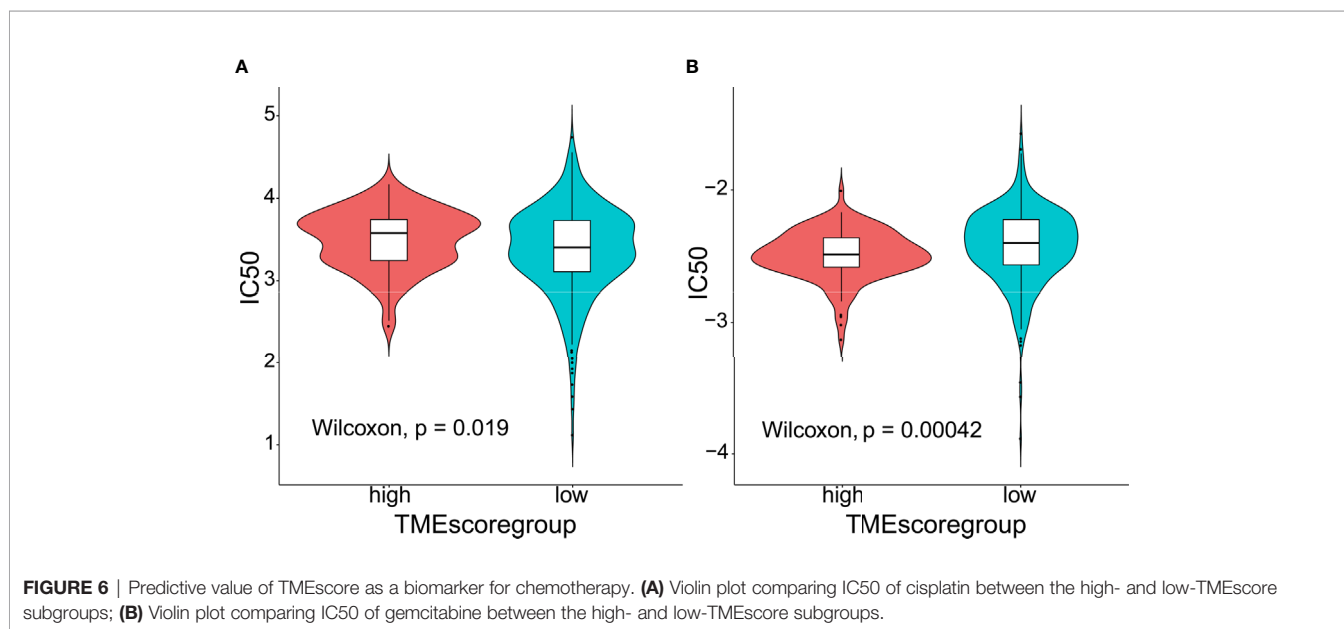 A
5
4
3
2
1
IC50
Wilcoxon, p = 0.019
high low
TMEscoregroup
B
−2
−3
−4
IC50
Wilcoxon, p = 0.00042
high low
TMEscoregroup
FIGURE 6 | Predictive value of TMEscore as a biomarker for chemotherapy. (A) Violin plot comparing IC50 of cisplatin between the high- and low-TMEscore
subgroups; (B) Violin plot comparing IC50 of gemcitabine between the high- and low-TMEscore subgroups.